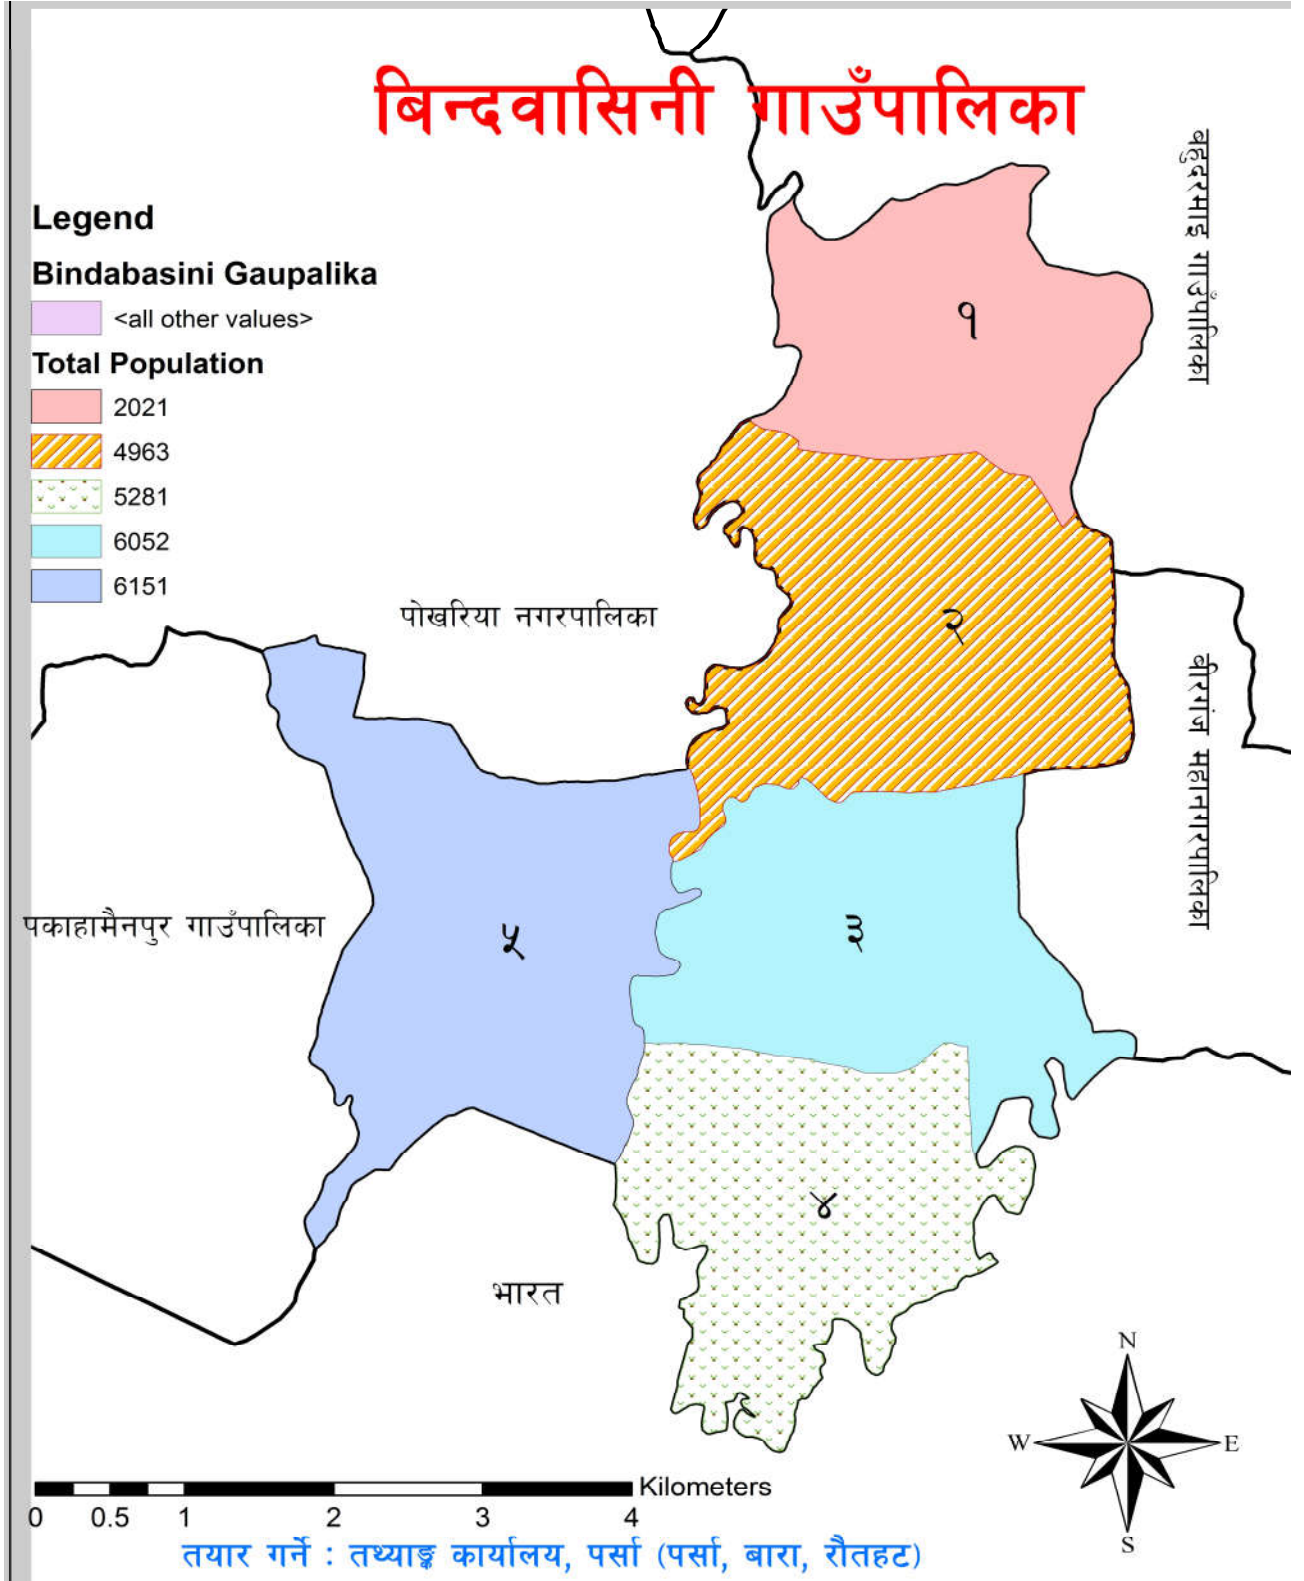 बिन्दवासिनी गाउँपालिका
बहुदरमाइ गाउँपालिका
Legend
Bindabasini Gaupalika
<all other values>
Total Population
2021
4963
5281
6052
6151
१
२
पोखरिया नगरपालिका
वीरगंज महानगरपालिका
पकाहामैनपुर गाउँपालिका
५
३
४
भारत
N
W E
S
Kilometers
0 0.5 1 2 3 4
तयार गर्ने : तथ्याङ्क कार्यालय, पर्सा (पर्सा, बारा, रौतहट)